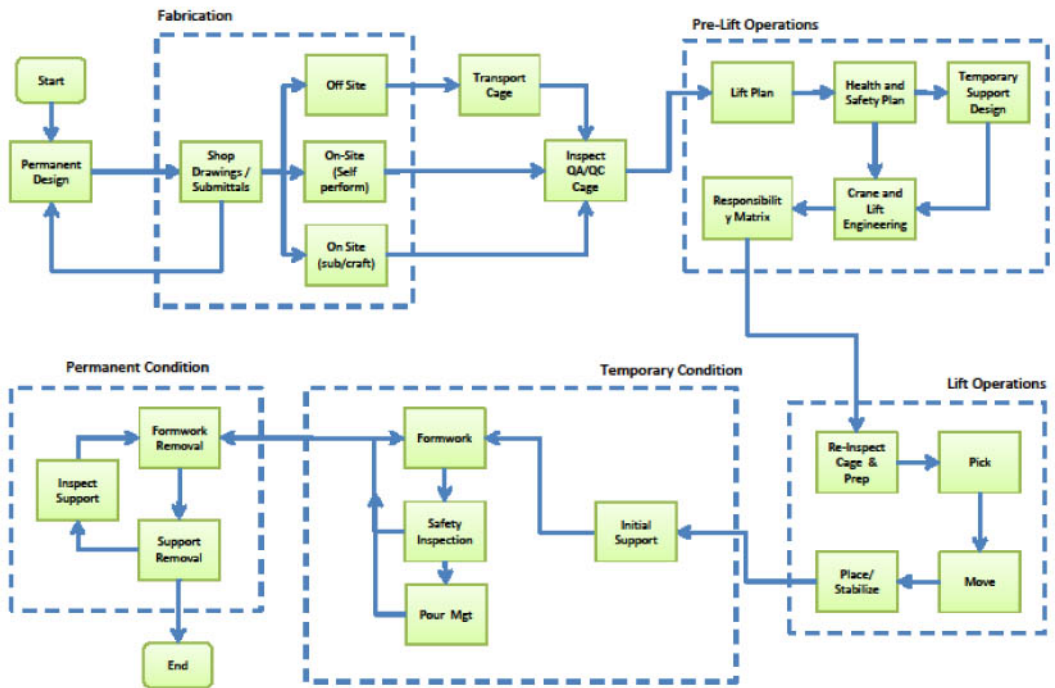 Fabrication
Pre-Lift Operations
Start
Off Site
Transport
Cage
Lift Plan
Health and
Safety Plan
Temporary
Support
Design
Permanent
Design
Shop
Drawings /
Submittals
On-Site
(Self
perform)
Inspect
QA/QC
Cage
Responsibilit
y Matrix
Crane and
Lift
Engineering
On Site
(sub/craft)
Permanent Condition
Temporary Condition
Lift Operations
Formwork
Removal
Formwork
Re-Inspect
Cage & 
Prep
Pick
Inspect
Support
Support
Removal
Safety
Inspection
Initial
Support
Place/
Stabilize
Move
Pour Mgt
End